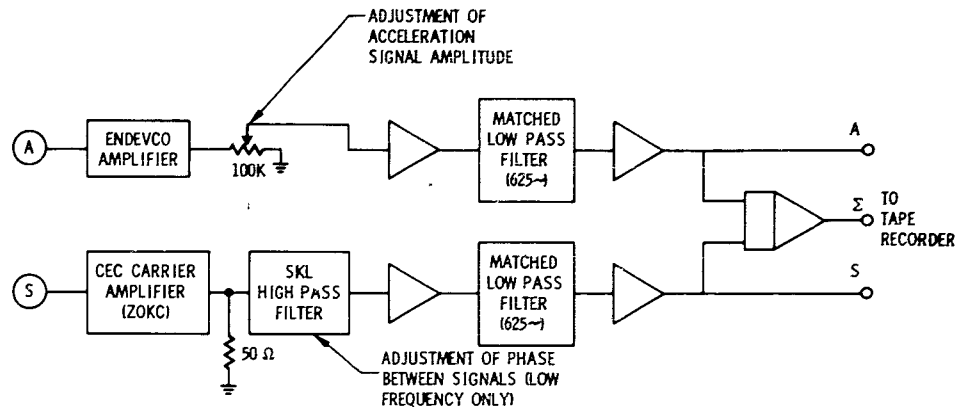 ADJUSTMENT OF
ACCELERATION
SIGNAL AMPLITUDE
A
ENDEVCO
AMPLIFIER
100K
MATCHED
LOW PASS
FILTER
(625~)
A
Σ
TO
TAPE
RECORDER
S
CEC CARRIER
AMPLIFIER
(20KC)
50 Ω
SKL
HIGH PASS
FILTER
MATCHED
LOW PASS
FILTER
(625~)
S
ADJUSTMENT OF PHASE
BETWEEN SIGNALS (LOW
FREQUENCY ONLY)